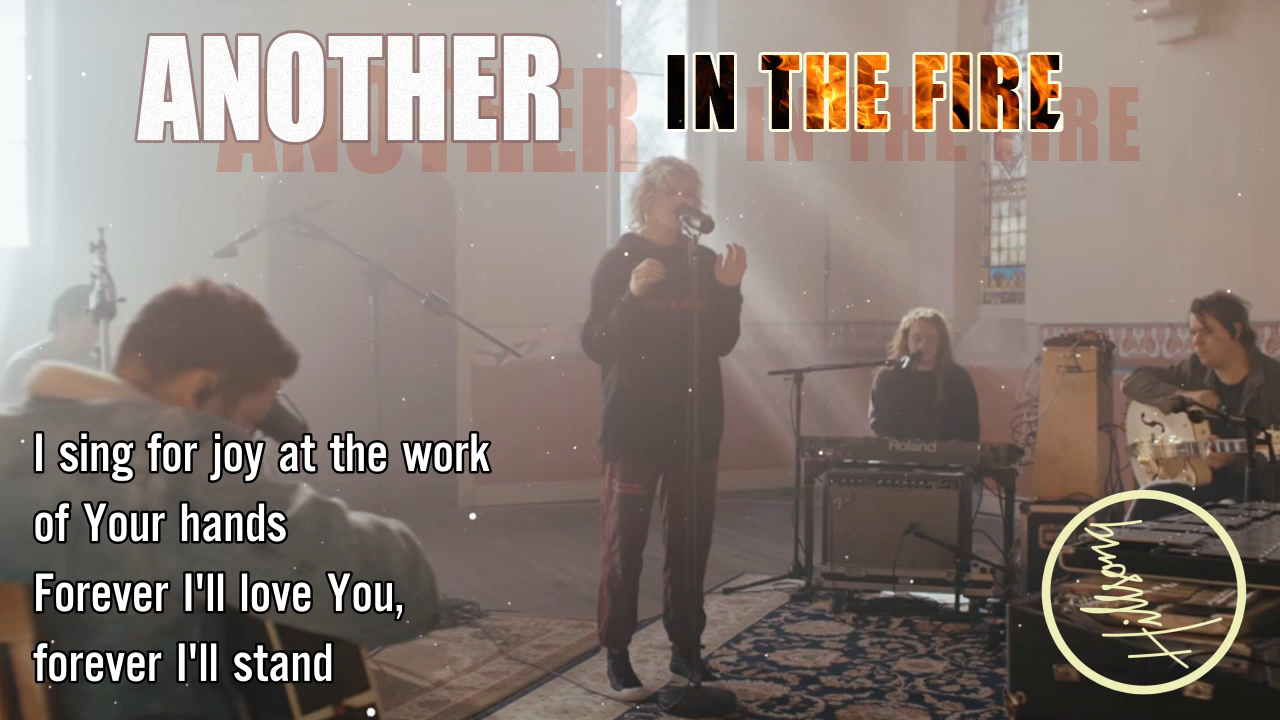 ANOTHER IN THE FIRE
Roland
I sing for joy at the work
of Your hands
Forever I'll love You,
forever I'll stand
Hillsong